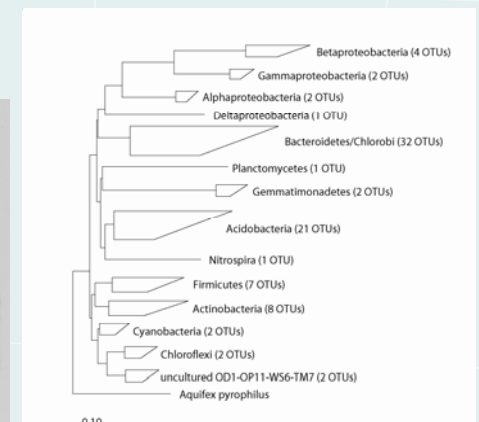 Betaproteobacteria (4 OTUs)
Gammaproteobacteria (2 OTUs)
Alphaproteobacteria (2 OTUs)
Deltaproteobacteria (1 OTU)
Bacteroidetes/Chlorobi (32 OTUs)
Planctomycetes (1 OTU)
Gemmatimonadetes (2 OTUs)
Acidobacteria (21 OTUs)
Nitrospira (1 OTU)
Firmicutes (7 OTUs)
Actinobacteria (8 OTUs)
Cyanobacteria (2 OTUs)
Chloroflexi (2 OTUs)
uncultured OD1-OP11-WS6-TM7 (2 OTUs)
Aquifex pyrophilus
0.10